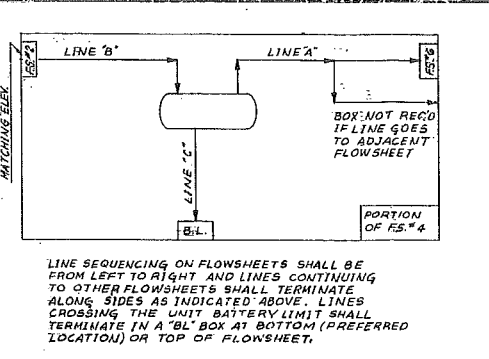 LINE "B"
LINE "A"
F.S.#2
F.S.#6
MATCHING ELEV.
BOX NOT REQ'D
IF LINE GOES
TO ADJACENT
FLOWSHEET
LINE "C"
B.L.
PORTION
OF F.S.#4
LINE SEQUENCING ON FLOWSHEETS SHALL BE
FROM LEFT TO RIGHT AND LINES CONTINUING
TO OTHER FLOWSHEETS SHALL TERMINATE
ALONG SIDES AS INDICATED ABOVE. LINES
CROSSING THE UNIT BATTERY LIMIT SHALL
TERMINATE IN A "BL" BOX AT BOTTOM (PREFERRED
LOCATION) OR TOP OF FLOWSHEET.